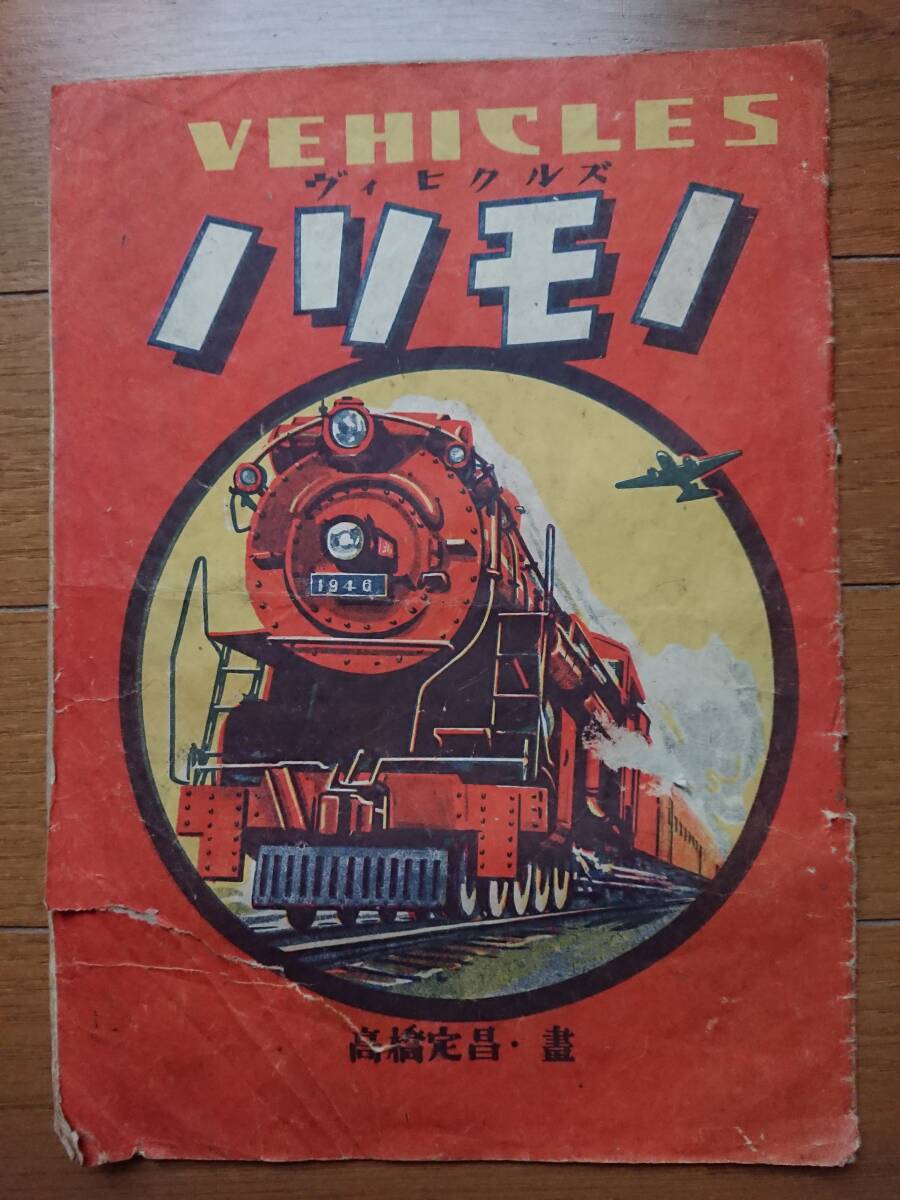 VEHICLES
ヴィヒクルズ
ノリモノ
1946
高橋定昌・畫